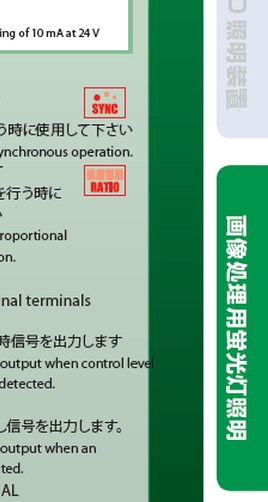 ing of 10 mA at 24 V
SYNC
う時に使用して下さい
ynchronous operation.
RATIO
を行う時に
roportional
on.
nal terminals
時信号を出力します
output when control level
detected.
し信号を出力します。
output when an
ted.
AL
照明装置
画像処理用蛍光灯照明